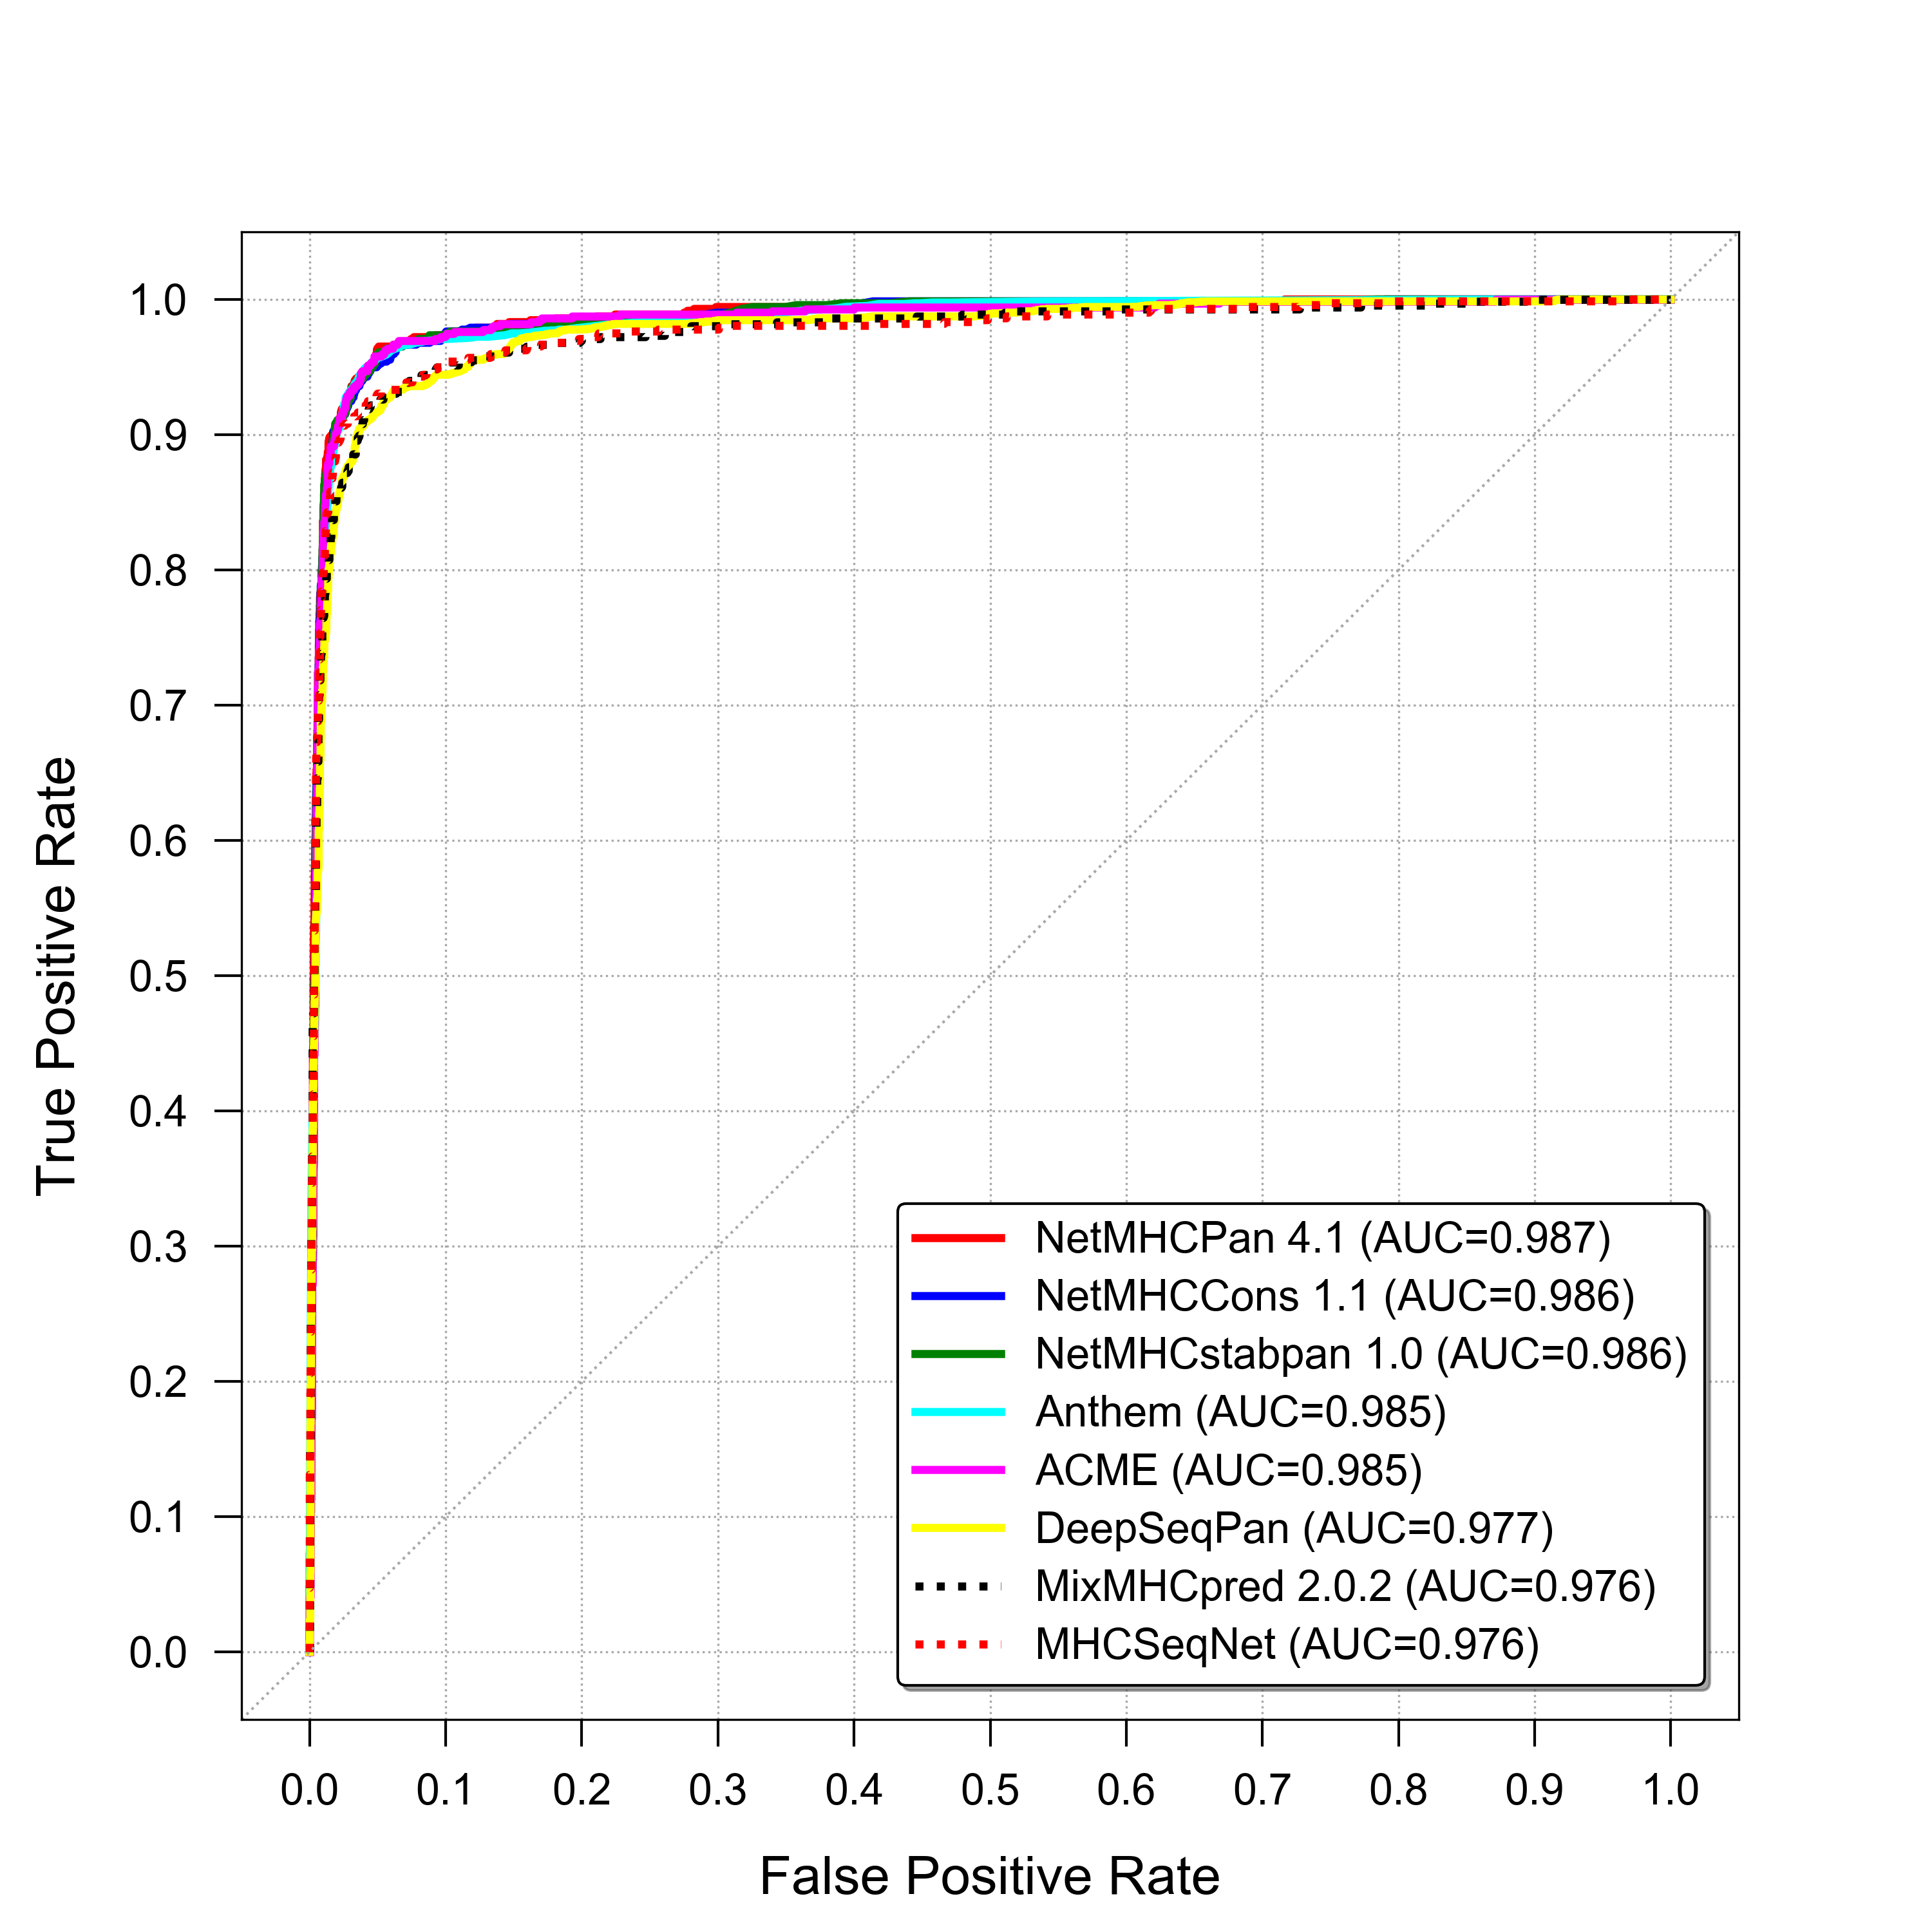 1.0
0.9
0.8
0.7
0.6
0.5
0.4
0.3
0.2
0.1
0.0
True Positive Rate
NetMHCPan 4.1 (AUC=0.987)
NetMHCCons 1.1 (AUC=0.986)
NetMHCstabpan 1.0 (AUC=0.986)
Anthem (AUC=0.985)
ACME (AUC=0.985)
DeepSeqPan (AUC=0.977)
MixMHCpred 2.0.2 (AUC=0.976)
MHCSeqNet (AUC=0.976)
0.0 0.1 0.2 0.3 0.4 0.5 0.6 0.7 0.8 0.9 1.0
False Positive Rate